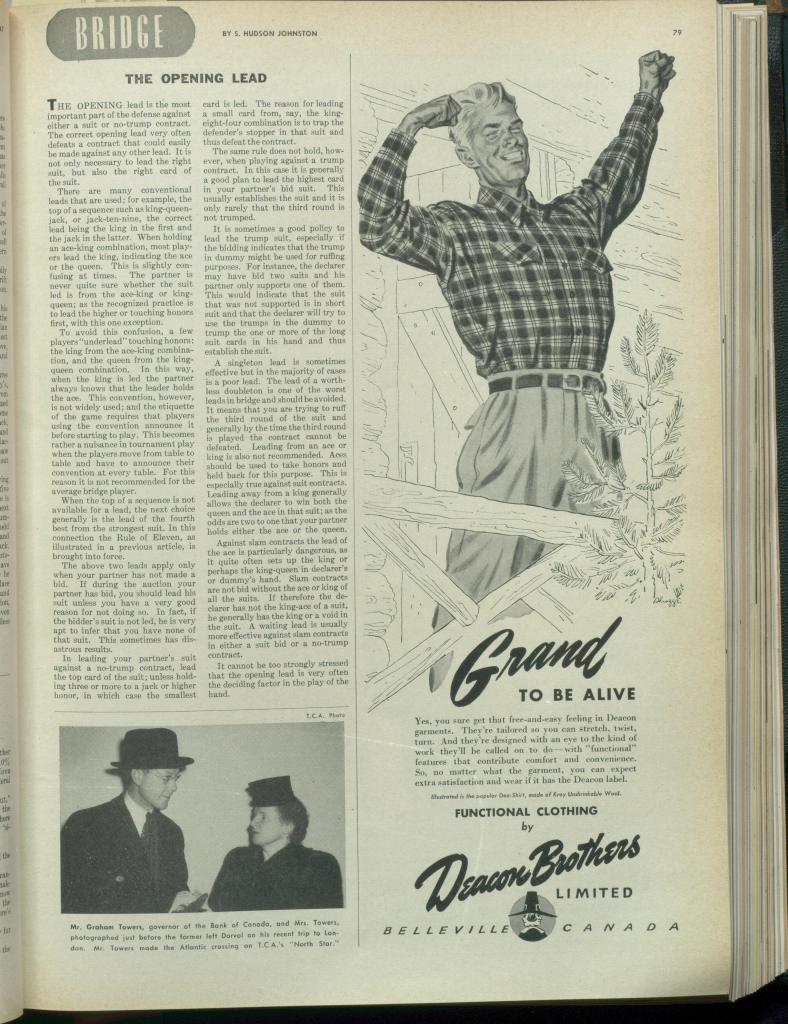 BRIDGE
BY S. HUDSON JOHNSTON
79
THE OPENING LEAD
THE OPENING lead is the most
important part of the defense against
either a suit or no-trump contract.
The correct opening lead very often
defeats a contract that could easily
be made against any other lead. It is
not only necessary to lead the right
suit, but also the right card of
the suit.
There are many conventional
leads that are used; for example, the
top of a sequence such as king-queen-
jack, or jack-ten-nine, the correct
lead being the king in the first and
the jack in the latter. When holding
an ace-king combination, most play-
ers lead the king, indicating the ace
or the queen. This is slightly con-
fusing at times. The partner is
never quite sure whether the suit
led is from the ace-king or king-
queen; as the recognized practice is
to lead the higher or touching honors
first, with this one exception.
To avoid this confusion, a few
players "underlead" touching honors:
the king from the ace-king combina-
tion, and the queen from the king-
queen combination. In this way,
when the king is led the partner
always knows that the leader holds
the ace. This convention, however,
is not widely used; and the etiquette
of the game requires that players
using the convention announce it
before starting to play. This becomes
rather a nuisance in tournament play
when the players move from table to
table and have to announce their
convention at every table. For this
reason it is not recommended for the
average bridge player.
When the top of a sequence is not
available for a lead, the next choice
generally is the lead of the fourth
best from the strongest suit. In this
connection the Rule of Eleven, as
illustrated in a previous article, is
brought into force.
The above two leads apply only
when your partner has not made a
bid. If during the auction your
partner has bid, you should lead his
suit unless you have a very good
reason for not doing so. In fact, if
the bidder's suit is not led, he is very
apt to infer that you have none of
that suit. This sometimes has dis-
astrous results.
In leading your partner's suit
against a no-trump contract, lead
the top card of the suit; unless hold-
ing three or more to a jack or higher
honor, in which case the smallest
card is led. The reason for leading
a small card from, say, the king-
eight-four combination is to trap the
defender's stopper in that suit and
thus defeat the contract.
The same rule does not hold, how-
ever, when playing against a trump
contract. In this case it is generally
a good plan to lead the highest card
in your partner's bid suit. This
usually establishes the suit and it is
only rarely that the third round is
not trumped.
It is sometimes a good policy to
lead the trump suit, especially if
the bidding indicates that the trump
in dummy might be used for ruffing
purposes. For instance, the declarer
may have bid two suits and his
partner only supports one of them.
This would indicate that the suit
that was not supported is in short
suit and that the declarer will try to
use the trumps in the dummy to
trump the one or more of the long
suit cards in his hand and thus
establish the suit.
A singleton lead is sometimes
effective but in the majority of cases
is a poor lead. The lead of a worth-
less doubleton is one of the worst
leads in bridge and should be avoided.
It means that you are trying to ruff
the third round of the suit and
generally by the time the third round
is played the contract cannot be
defeated. Leading from an ace or
king is also not recommended. Aces
should be used to take honors and
held back for this purpose. This is
especially true against suit contracts.
Leading away from a king generally
allows the declarer to win both the
queen and the ace in that suit; as the
odds are two to one that your partner
holds either the ace or the queen.
Against slam contracts the lead of
the ace is particularly dangerous, as
it quite often sets up the king or
perhaps the king-queen in declarer's
or dummy's hand. Slam contracts
are not bid without the ace or king of
all the suits. If therefore the de-
clarer has not the king-ace of a suit,
he generally has the king or a void in
the suit. A waiting lead is usually
more effective against slam contracts
in either a suit bid or a no-trump
contract.
It cannot be too strongly stressed
that the opening lead is very often
the deciding factor in the play of the
hand.
T.C.A. Photo
Mr. Graham Towers, governor of the Bank of Canada, and Mrs. Towers,
photographed just before the former left Dorval on his recent trip to Lon-
don. Mr. Towers made the Atlantic crossing on T.C.A.'s "North Star."
Grand
TO BE ALIVE
Yes, you sure get that free-and-easy feeling in Deacon
garments. They're tailored so you can stretch, twist,
turn. And they're designed with an eye to the kind of
work they'll be called on to do—with "functional"
features that contribute comfort and convenience.
So, no matter what the garment, you can expect
extra satisfaction and wear if it has the Deacon label.
Illustrated is the popular Dea-Shirt, made of Kroy Unshrinkable Wool.
FUNCTIONAL CLOTHING
by
Deacon Brothers
LIMITED
BELLEVILLE CANADA